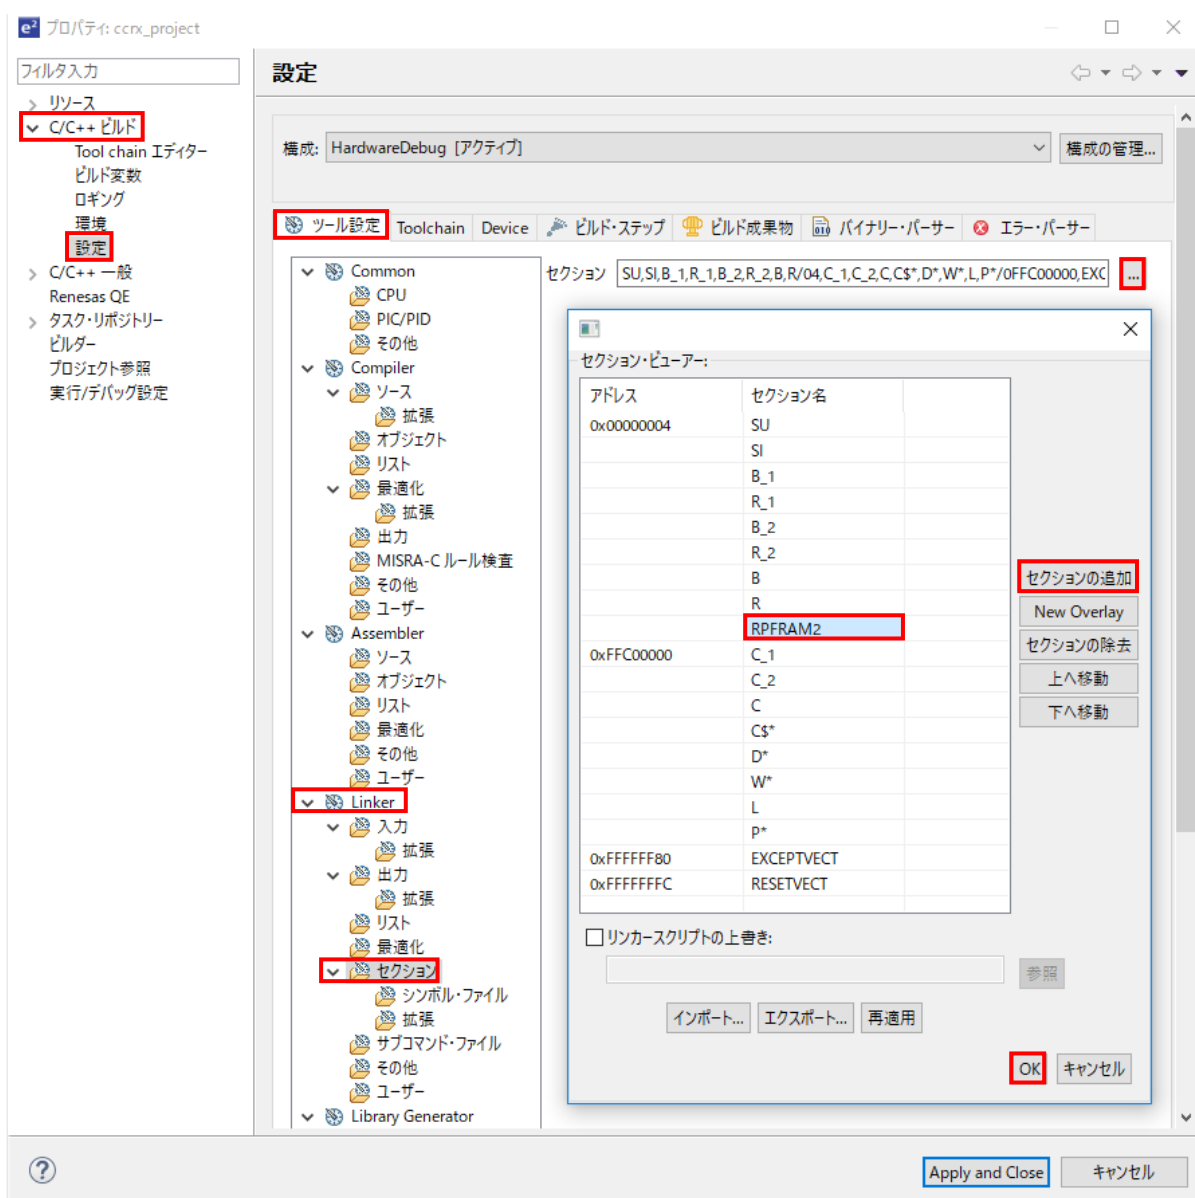 e² プロパティ: ccrx_project
フィルタ入力
設定
リソース
C/C++ ビルド
Tool chain エディター
ビルド変数
ロギング
環境
設定
C/C++ 一般
Renesas QE
タスク・リポジトリー
ビルダー
プロジェクト参照
実行/デバッグ設定
構成: HardwareDebug [アクティブ] 構成の管理...
ツール設定 Toolchain Device ビルド・ステップ ビルド成果物 バイナリー・パーサー エラー・パーサー
Common
CPU
PIC/PID
その他
Compiler
ソース
拡張
オブジェクト
リスト
最適化
拡張
出力
MISRA-C ルール検査
その他
ユーザー
Assembler
ソース
オブジェクト
リスト
最適化
その他
ユーザー
Linker
入力
拡張
出力
拡張
リスト
最適化
セクション
シンボル・ファイル
拡張
サブコマンド・ファイル
その他
ユーザー
Library Generator
セクション SU,SI,B_1,R_1,B_2,R_2,B,R/04,C_1,C_2,C,C$*,D*,W*,L,P*/0FFC00000,EXC ...
セクション・ビューアー:
アドレス セクション名
0x00000004 SU
SI
B_1
R_1
B_2
R_2
B
R
RPFRAM2
0xFFC00000 C_1
C_2
C
C$*
D*
W*
L
P*
0xFFFFFF80 EXCEPTVECT
0xFFFFFFFC RESETVECT
セクションの追加
New Overlay
セクションの除去
上へ移動
下へ移動
リンカースクリプトの上書き:
参照
インポート... エクスポート... 再適用
OK キャンセル
Apply and Close キャンセル